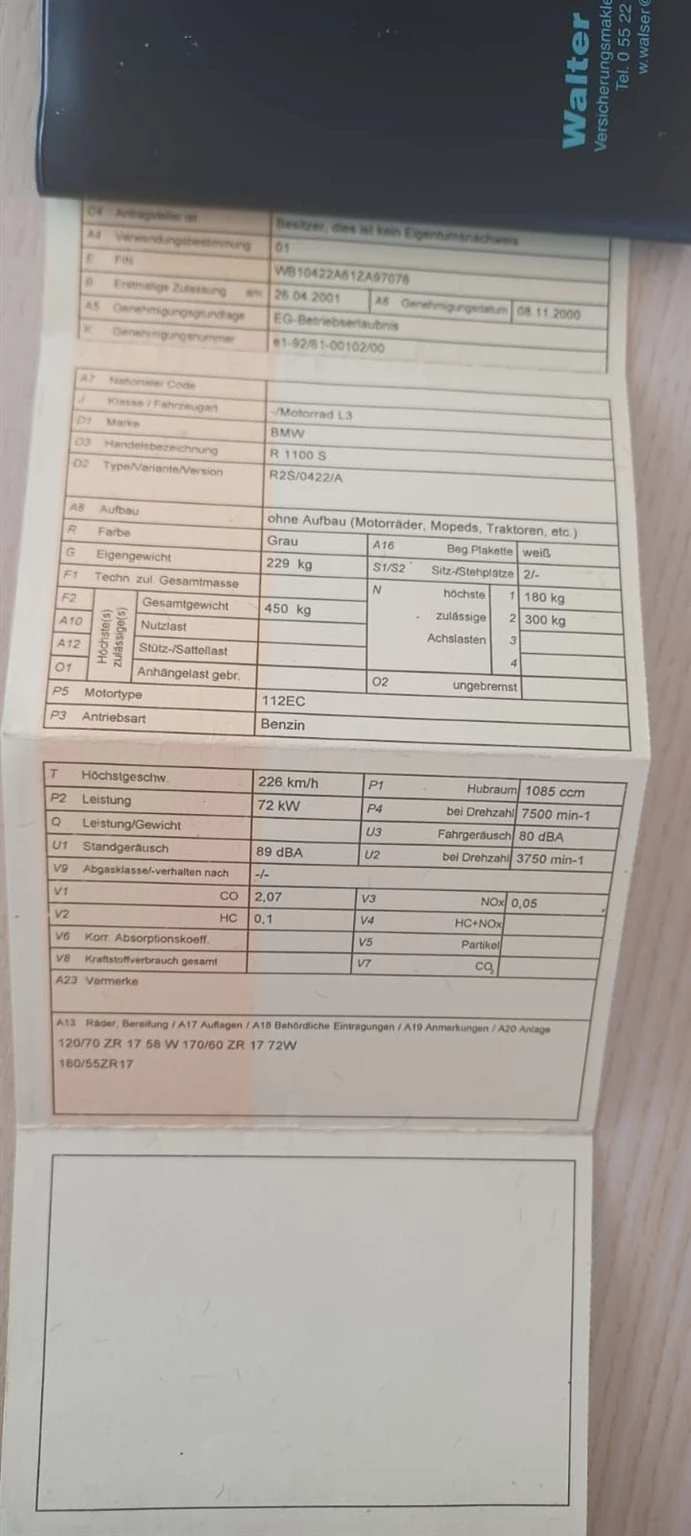 Walter
Versicherungsmakle
Tel. 0 55 22
w.walser@
C4 Antragsteller ist Besitzer, dies ist kein Eigentumsnachweis
A4 Verwendungsbestimmung 01
E FIN WB10422A61ZA97076
B Erstmalige Zulassung am 26.04.2001 A6 Genehmigungsdatum 08.11.2000
A5 Genehmigungsgrundlage EG-Betriebserlaubnis
K Genehmigungsnummer e1-92/61-00102/00
A7 Nationaler Code
J Klasse / Fahrzeugart -/Motorrad L3
D1 Marke BMW
D3 Handelsbezeichnung R 1100 S
D2 Type/Variante/Version R2S/0422/A
A8 Aufbau ohne Aufbau (Motorräder, Mopeds, Traktoren, etc.)
R Farbe Grau A16 Beg.Plakette weiß
G Eigengewicht 229 kg S1/S2 Sitz-/Stehplätze 2/-
F1 Techn. zul. Gesamtmasse N höchste 1 180 kg
F2 Höchste(s) zulässige(s) Gesamtgewicht 450 kg zulässige 2 300 kg
A10 Nutzlast Achslasten 3
A12 Stütz-/Sattellast 4
O1 Anhängelast gebr. O2 ungebremst
P5 Motortype 112EC
P3 Antriebsart Benzin
T Höchstgeschw. 226 km/h P1 Hubraum 1085 ccm
P2 Leistung 72 kW P4 bei Drehzahl 7500 min-1
Q Leistung/Gewicht U3 Fahrgeräusch 80 dBA
U1 Standgeräusch 89 dBA U2 bei Drehzahl 3750 min-1
V9 Abgasklasse/-verhalten nach -/-
V1 CO 2,07 V3 NOx 0,05
V2 HC 0,1 V4 HC+NOx
V6 Korr. Absorptionskoeff. V5 Partikel
V8 Kraftstoffverbrauch gesamt V7 CO₂
A23 Vermerke
A13 Räder, Bereifung / A17 Auflagen / A18 Behördliche Eintragungen / A19 Anmerkungen / A20 Anlage
120/70 ZR 17 58 W 170/60 ZR 17 72W
180/55ZR17